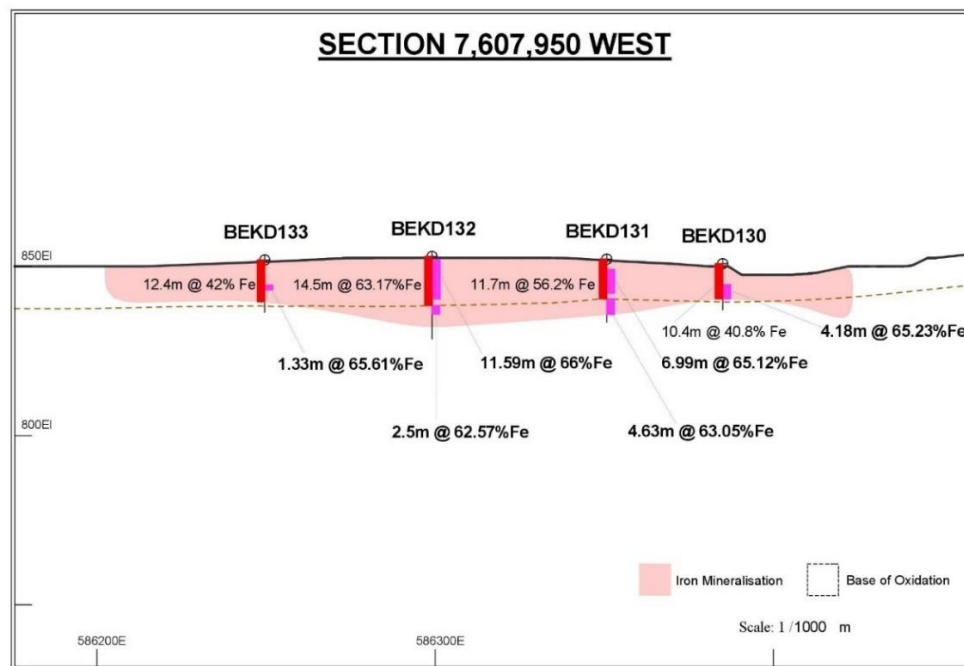 SECTION 7,607,950 WEST
BEKD133
BEKD132
BEKD131
BEKD130
850El
12.4m @ 42% Fe
14.5m @ 63.17%Fe
11.7m @ 56.2% Fe
10.4m @ 40.8% Fe
4.18m @ 65.23%Fe
1.33m @ 65.61%Fe
11.59m @ 66%Fe
6.99m @ 65.12%Fe
2.5m @ 62.57%Fe
4.63m @ 63.05%Fe
800El
Iron Mineralisation
Base of Oxidation
Scale: 1 /1000 m
586200E
586300E